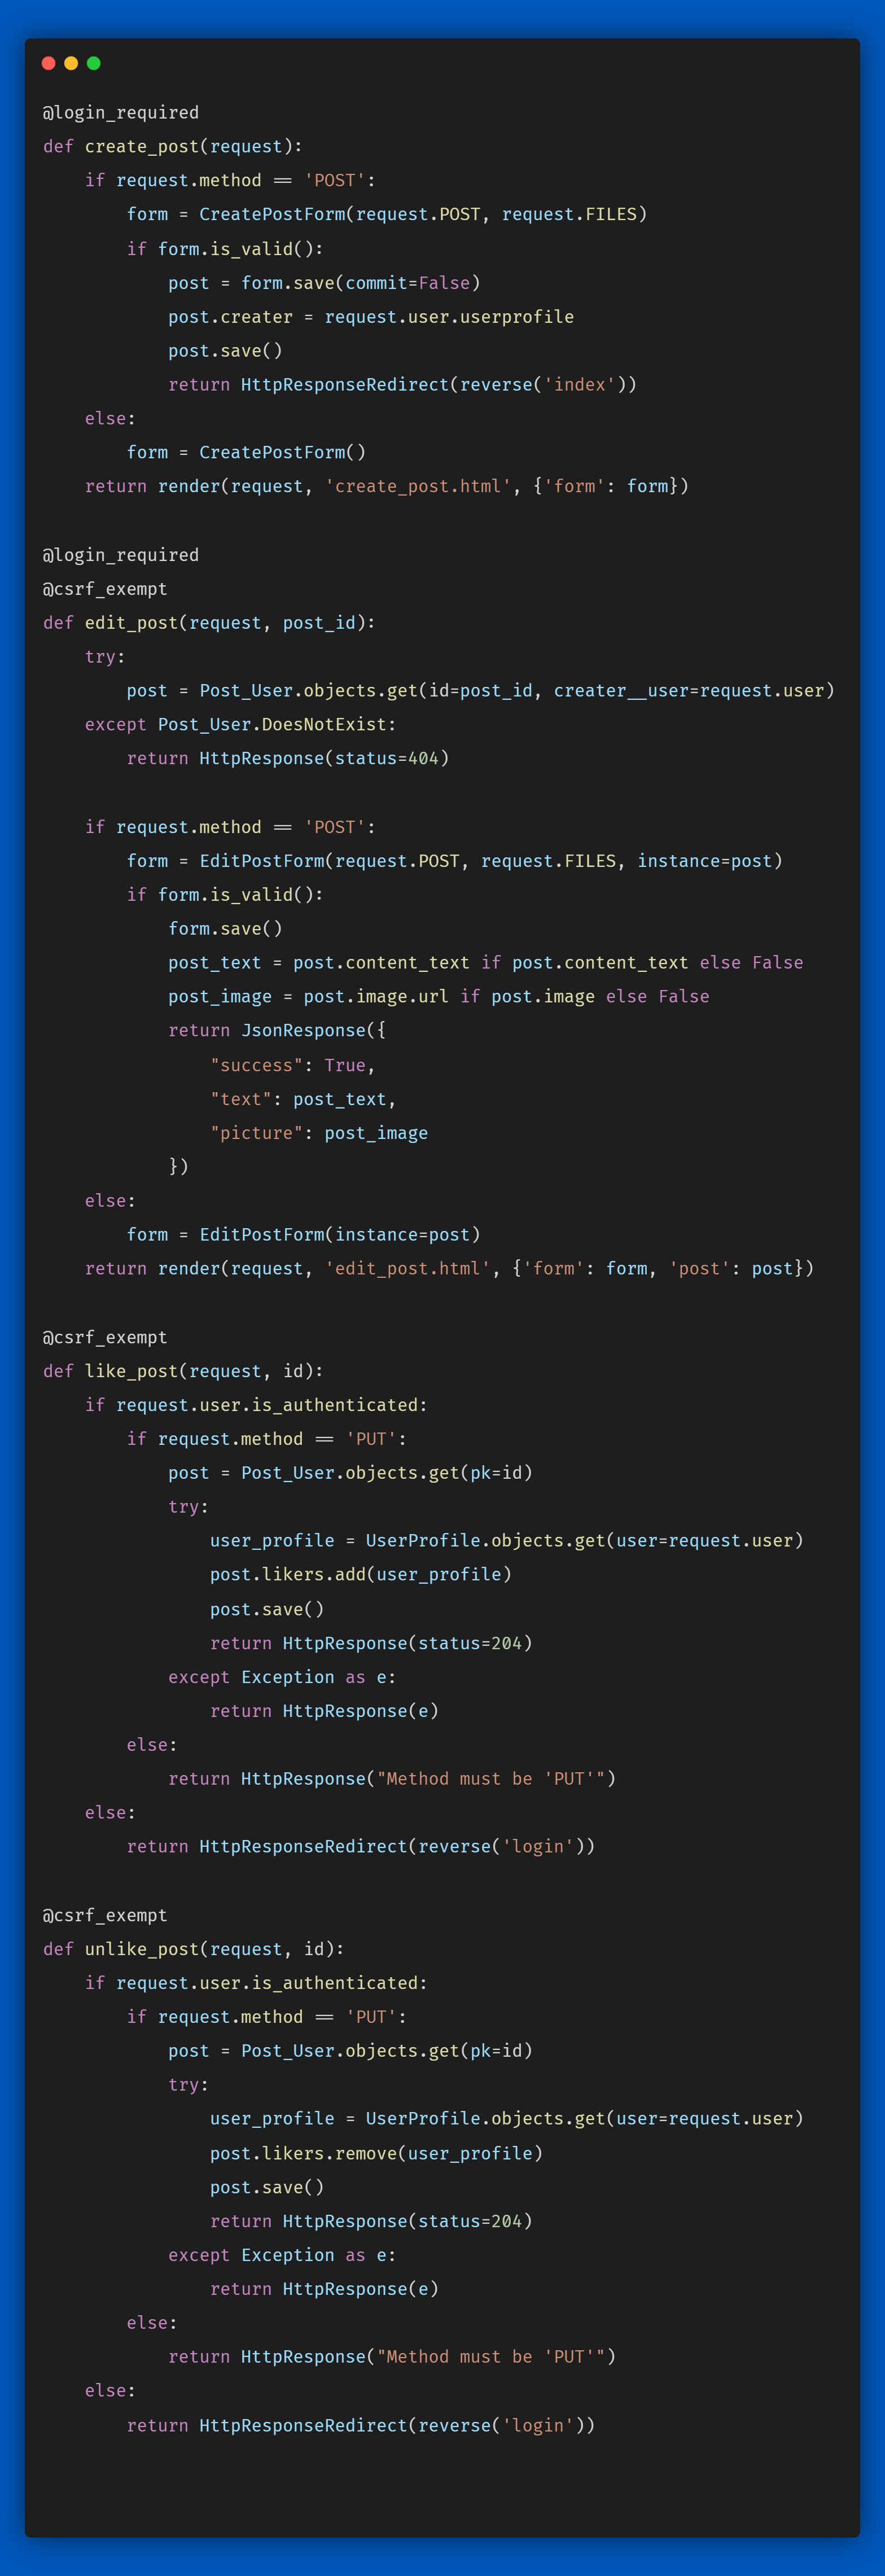 @login_required
def create_post(request):
    if request.method == 'POST':
        form = CreatePostForm(request.POST, request.FILES)
        if form.is_valid():
            post = form.save(commit=False)
            post.creater = request.user.userprofile
            post.save()
            return HttpResponseRedirect(reverse('index'))
    else:
        form = CreatePostForm()
    return render(request, 'create_post.html', {'form': form})

@login_required
@csrf_exempt
def edit_post(request, post_id):
    try:
        post = Post_User.objects.get(id=post_id, creater__user=request.user)
    except Post_User.DoesNotExist:
        return HttpResponse(status=404)

    if request.method == 'POST':
        form = EditPostForm(request.POST, request.FILES, instance=post)
        if form.is_valid():
            form.save()
            post_text = post.content_text if post.content_text else False
            post_image = post.image.url if post.image else False
            return JsonResponse({
                "success": True,
                "text": post_text,
                "picture": post_image
            })
    else:
        form = EditPostForm(instance=post)
    return render(request, 'edit_post.html', {'form': form, 'post': post})

@csrf_exempt
def like_post(request, id):
    if request.user.is_authenticated:
        if request.method == 'PUT':
            post = Post_User.objects.get(pk=id)
            try:
                user_profile = UserProfile.objects.get(user=request.user)
                post.likers.add(user_profile)
                post.save()
                return HttpResponse(status=204)
            except Exception as e:
                return HttpResponse(e)
        else:
            return HttpResponse("Method must be 'PUT'")
    else:
        return HttpResponseRedirect(reverse('login'))

@csrf_exempt
def unlike_post(request, id):
    if request.user.is_authenticated:
        if request.method == 'PUT':
            post = Post_User.objects.get(pk=id)
            try:
                user_profile = UserProfile.objects.get(user=request.user)
                post.likers.remove(user_profile)
                post.save()
                return HttpResponse(status=204)
            except Exception as e:
                return HttpResponse(e)
        else:
            return HttpResponse("Method must be 'PUT'")
    else:
        return HttpResponseRedirect(reverse('login'))